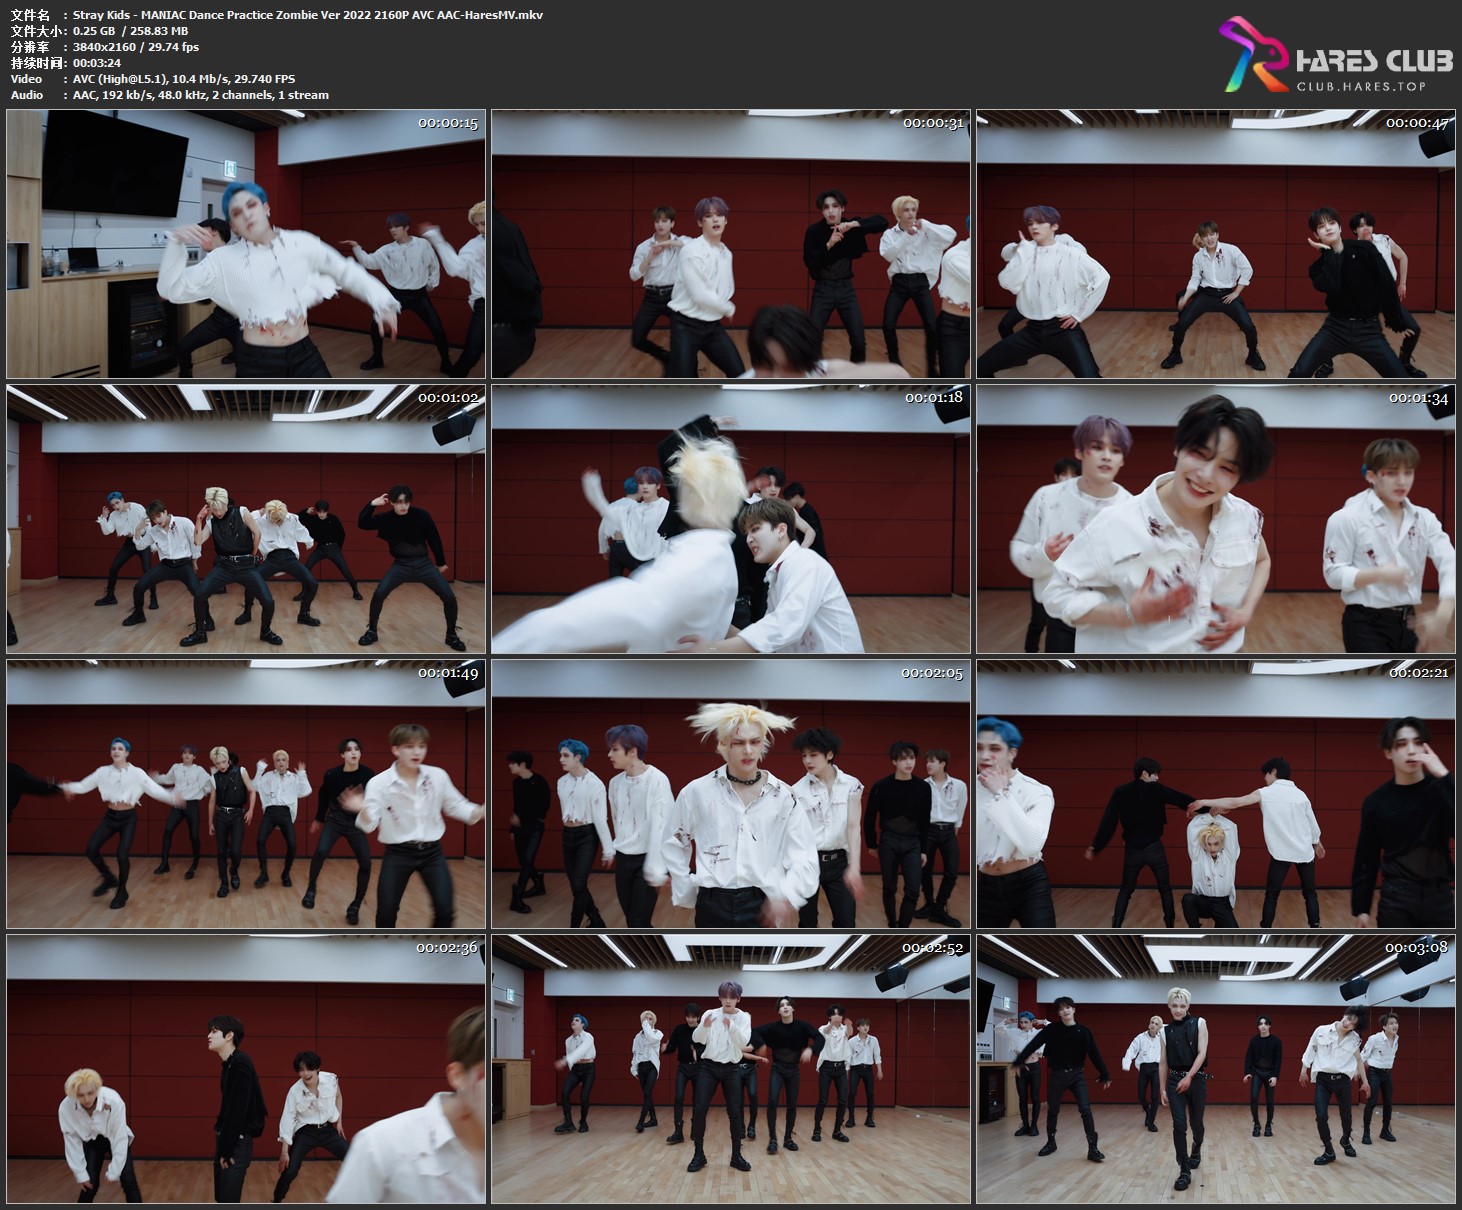 文件名 : Stray Kids - MANIAC Dance Practice Zombie Ver 2022 2160P AVC AAC-HaresMV.mkv
文件大小: 0.25 GB / 258.83 MB
分辨率 : 3840x2160 / 29.74 fps
持续时间: 00:03:24
Video : AVC (High@L5.1), 10.4 Mb/s, 29.740 FPS
Audio : AAC, 192 kb/s, 48.0 kHz, 2 channels, 1 stream
HARES CLUB
CLUB.HARES.TOP
00:00:15
00:00:31
00:00:47
00:01:02
00:01:18
00:01:34
00:01:49
00:02:05
00:02:21
00:02:36
00:02:52
00:03:08